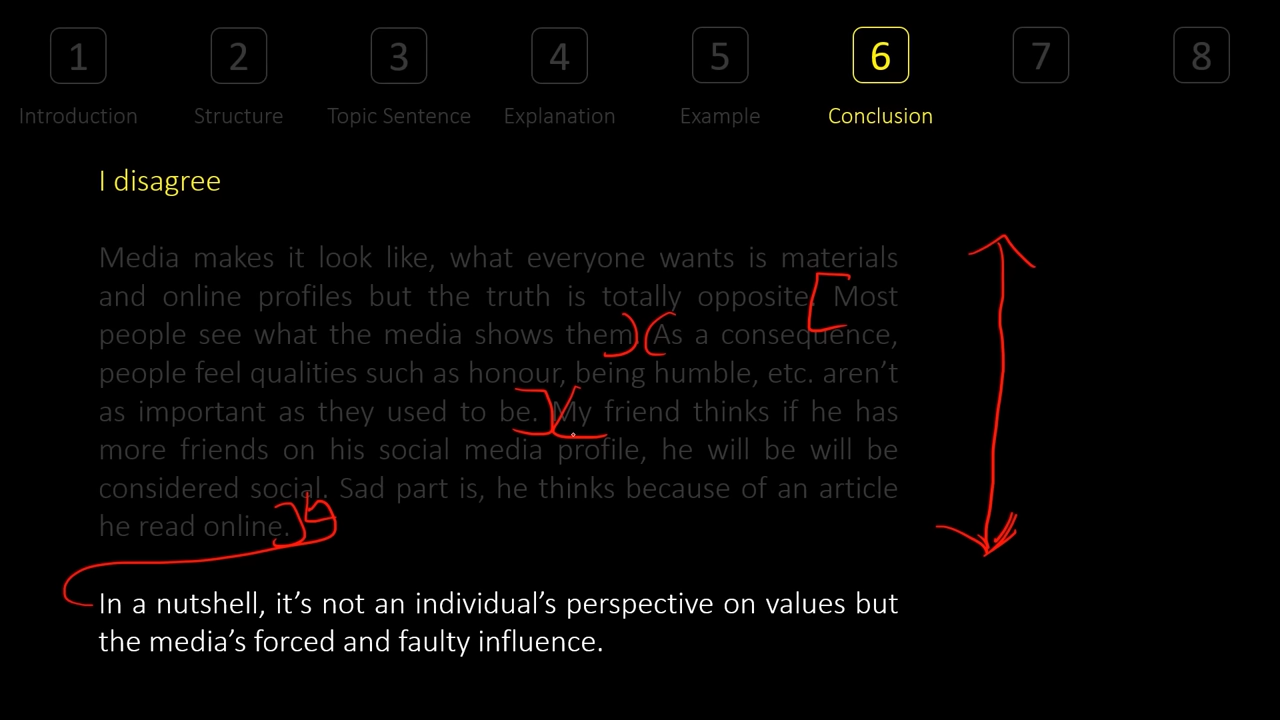 1 2 3 4 5 6 7 8
Introduction Structure Topic Sentence Explanation Example Conclusion
I disagree
Media makes it look like, what everyone wants is materials
and online profiles but the truth is totally opposite. Most
people see what the media shows them. As a consequence,
people feel qualities such as honour, being humble, etc. aren’t
as important as they used to be. My friend thinks if he has
more friends on his social media profile, he will be will be
considered social. Sad part is, he thinks because of an article
he read online.
In a nutshell, it’s not an individual’s perspective on values but
the media’s forced and faulty influence.